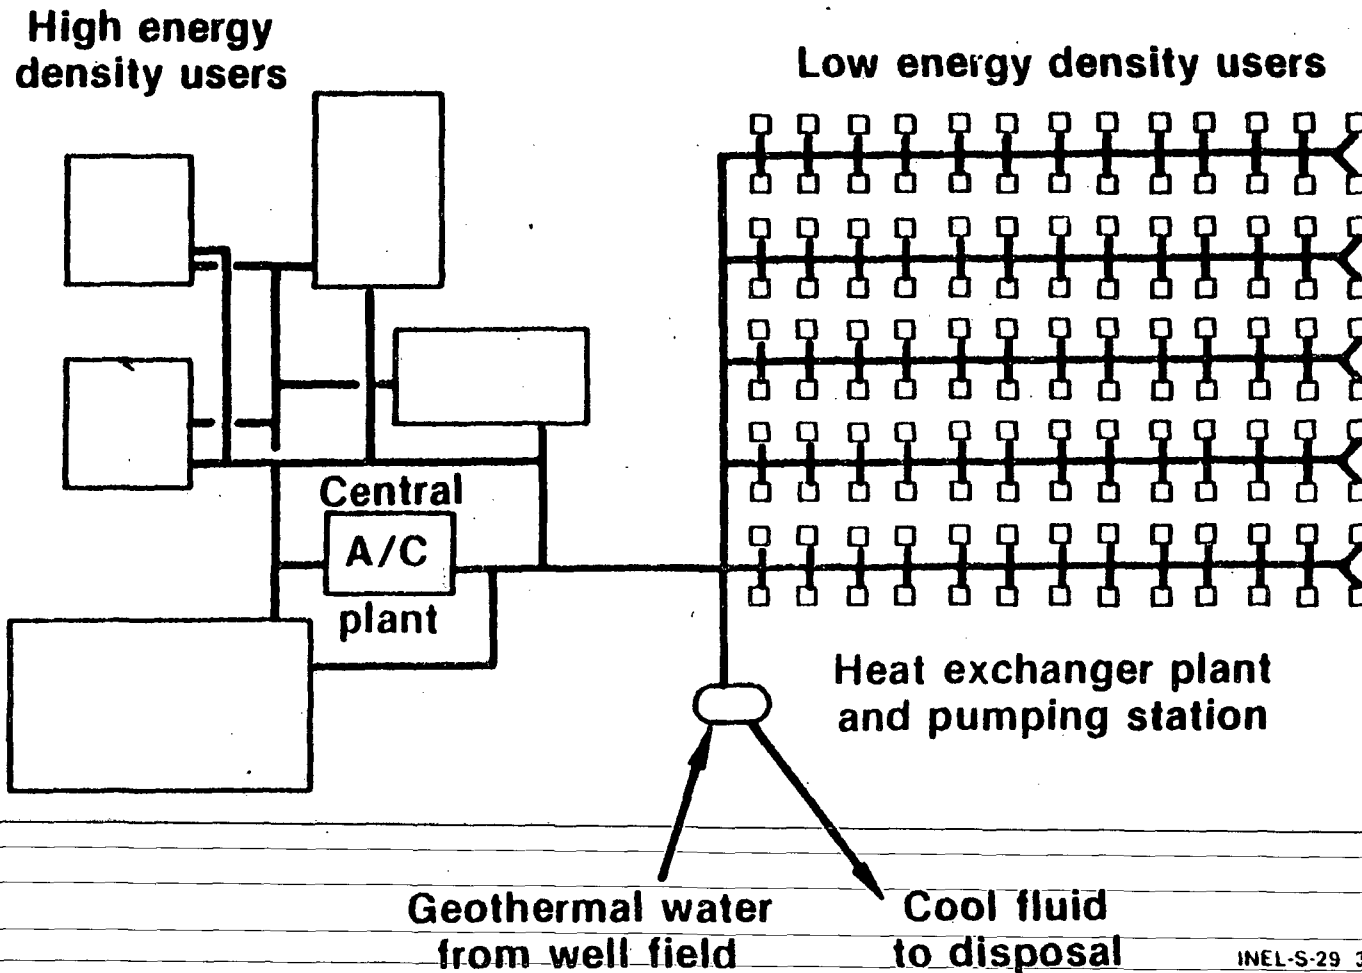 High energy
density users
Low energy density users
Central
A/C
plant
Heat exchanger plant
and pumping station
Geothermal water
from well field
Cool fluid
to disposal
INEL-S-29 3